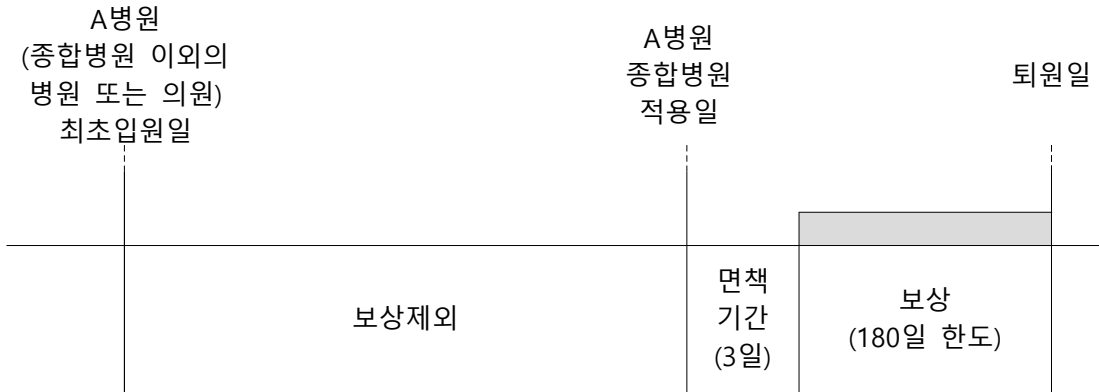 A병원
(종합병원 이외의
병원 또는 의원)
최초입원일
A병원
종합병원
적용일
퇴원일
보상제외
면책
기간
(3일)
보상
(180일 한도)